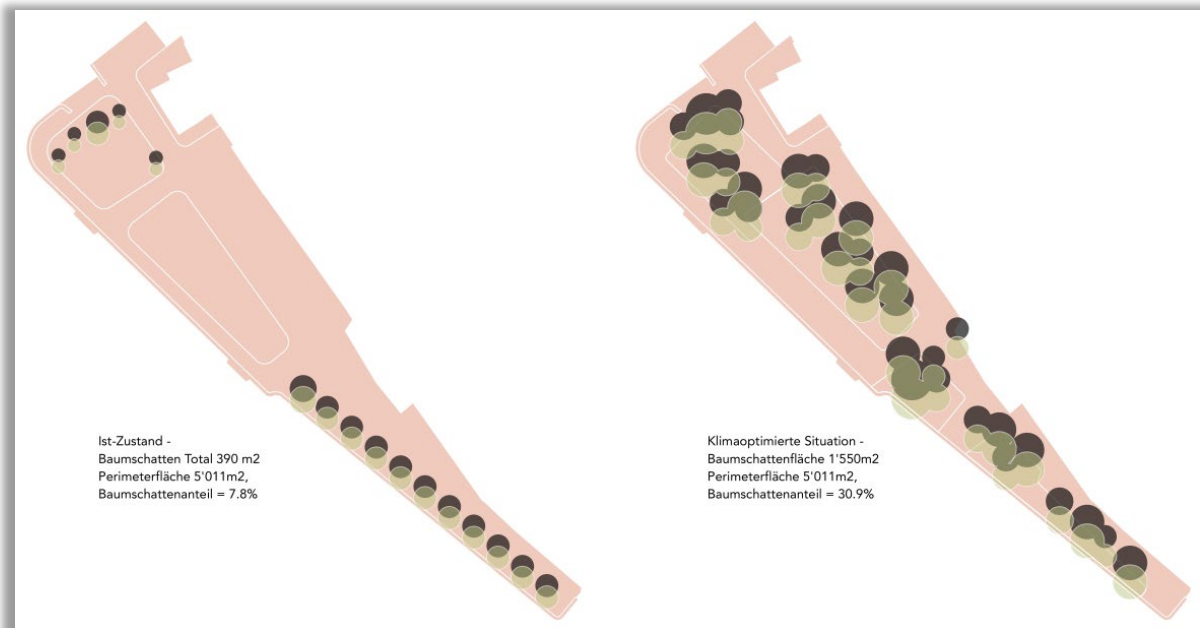 Ist-Zustand -
Baumschatten Total 390 m2
Perimeterfläche 5'011m2,
Baumschattenanteil = 7.8%
Klimaoptimierte Situation -
Baumschattenfläche 1'550m2
Perimeterfläche 5'011m2,
Baumschattenanteil = 30.9%